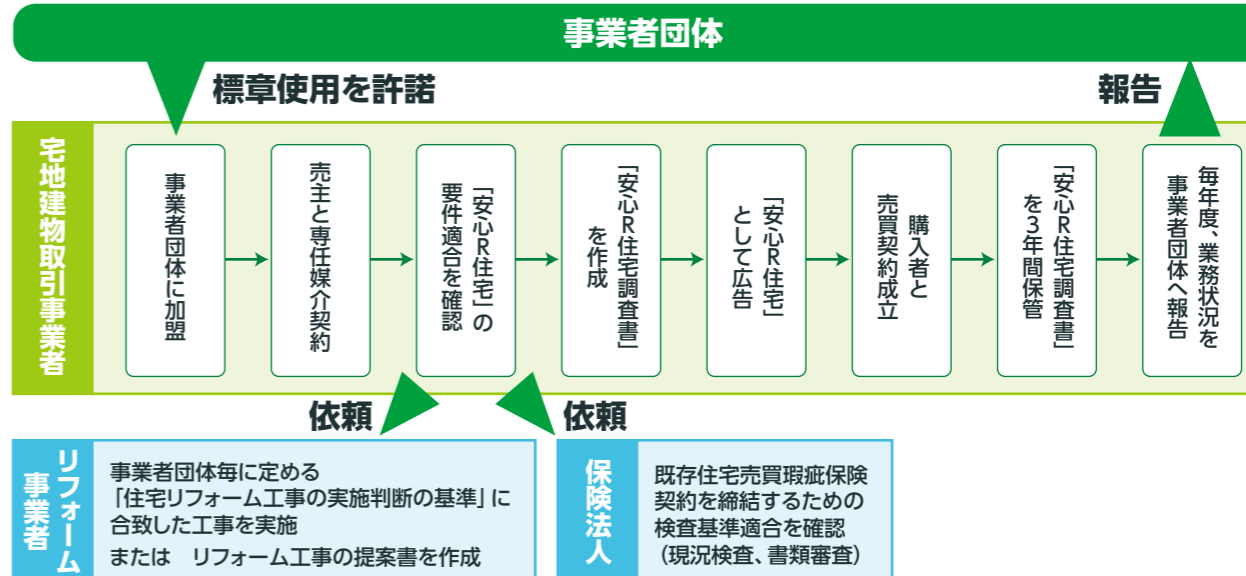 事業者団体
標章使用を許諾
報告
宅地建物取引事業者
事業者団体に加盟
売主と専任媒介契約
「安心R住宅」の
要件適合を確認
「安心R住宅調査書」
を作成
「安心R住宅」
として広告
購入者と
売買契約成立
「安心R住宅調査書」
を3年間保管
毎年度、業務状況を
事業者団体へ報告
依頼
依頼
リフォーム
事業者
事業者団体毎に定める
「住宅リフォーム工事の実施判断の基準」に
合致した工事を実施
または　リフォーム工事の提案書を作成
保険法人
既存住宅売買瑕疵保険
契約を締結するための
検査基準適合を確認
（現況検査、書類審査）